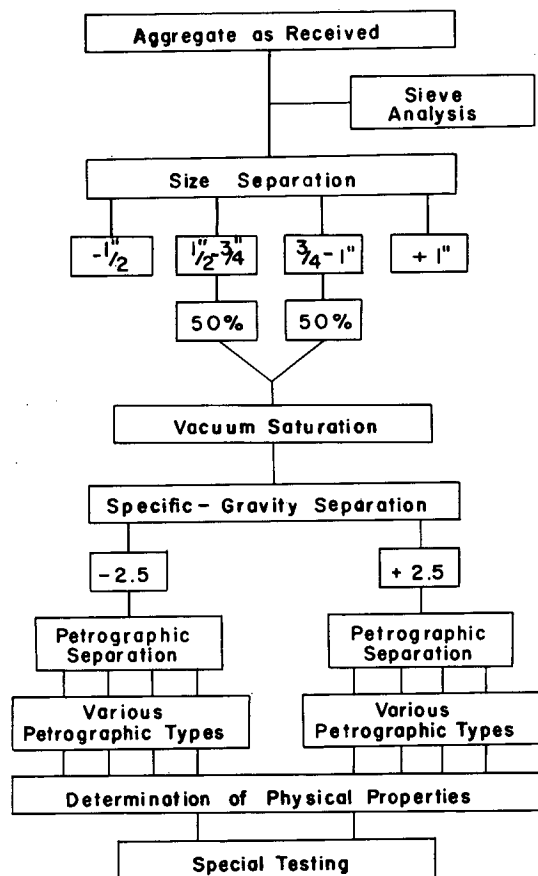 Aggregate as Received
Sieve
Analysis
Size Separation
-1/2"
1/2"-3/4"
3/4-1"
+1"
50%
50%
Vacuum Saturation
Specific-Gravity Separation
-2.5
+2.5
Petrographic
Separation
Petrographic
Separation
Various
Petrographic Types
Various
Petrographic Types
Determination of Physical Properties
Special Testing